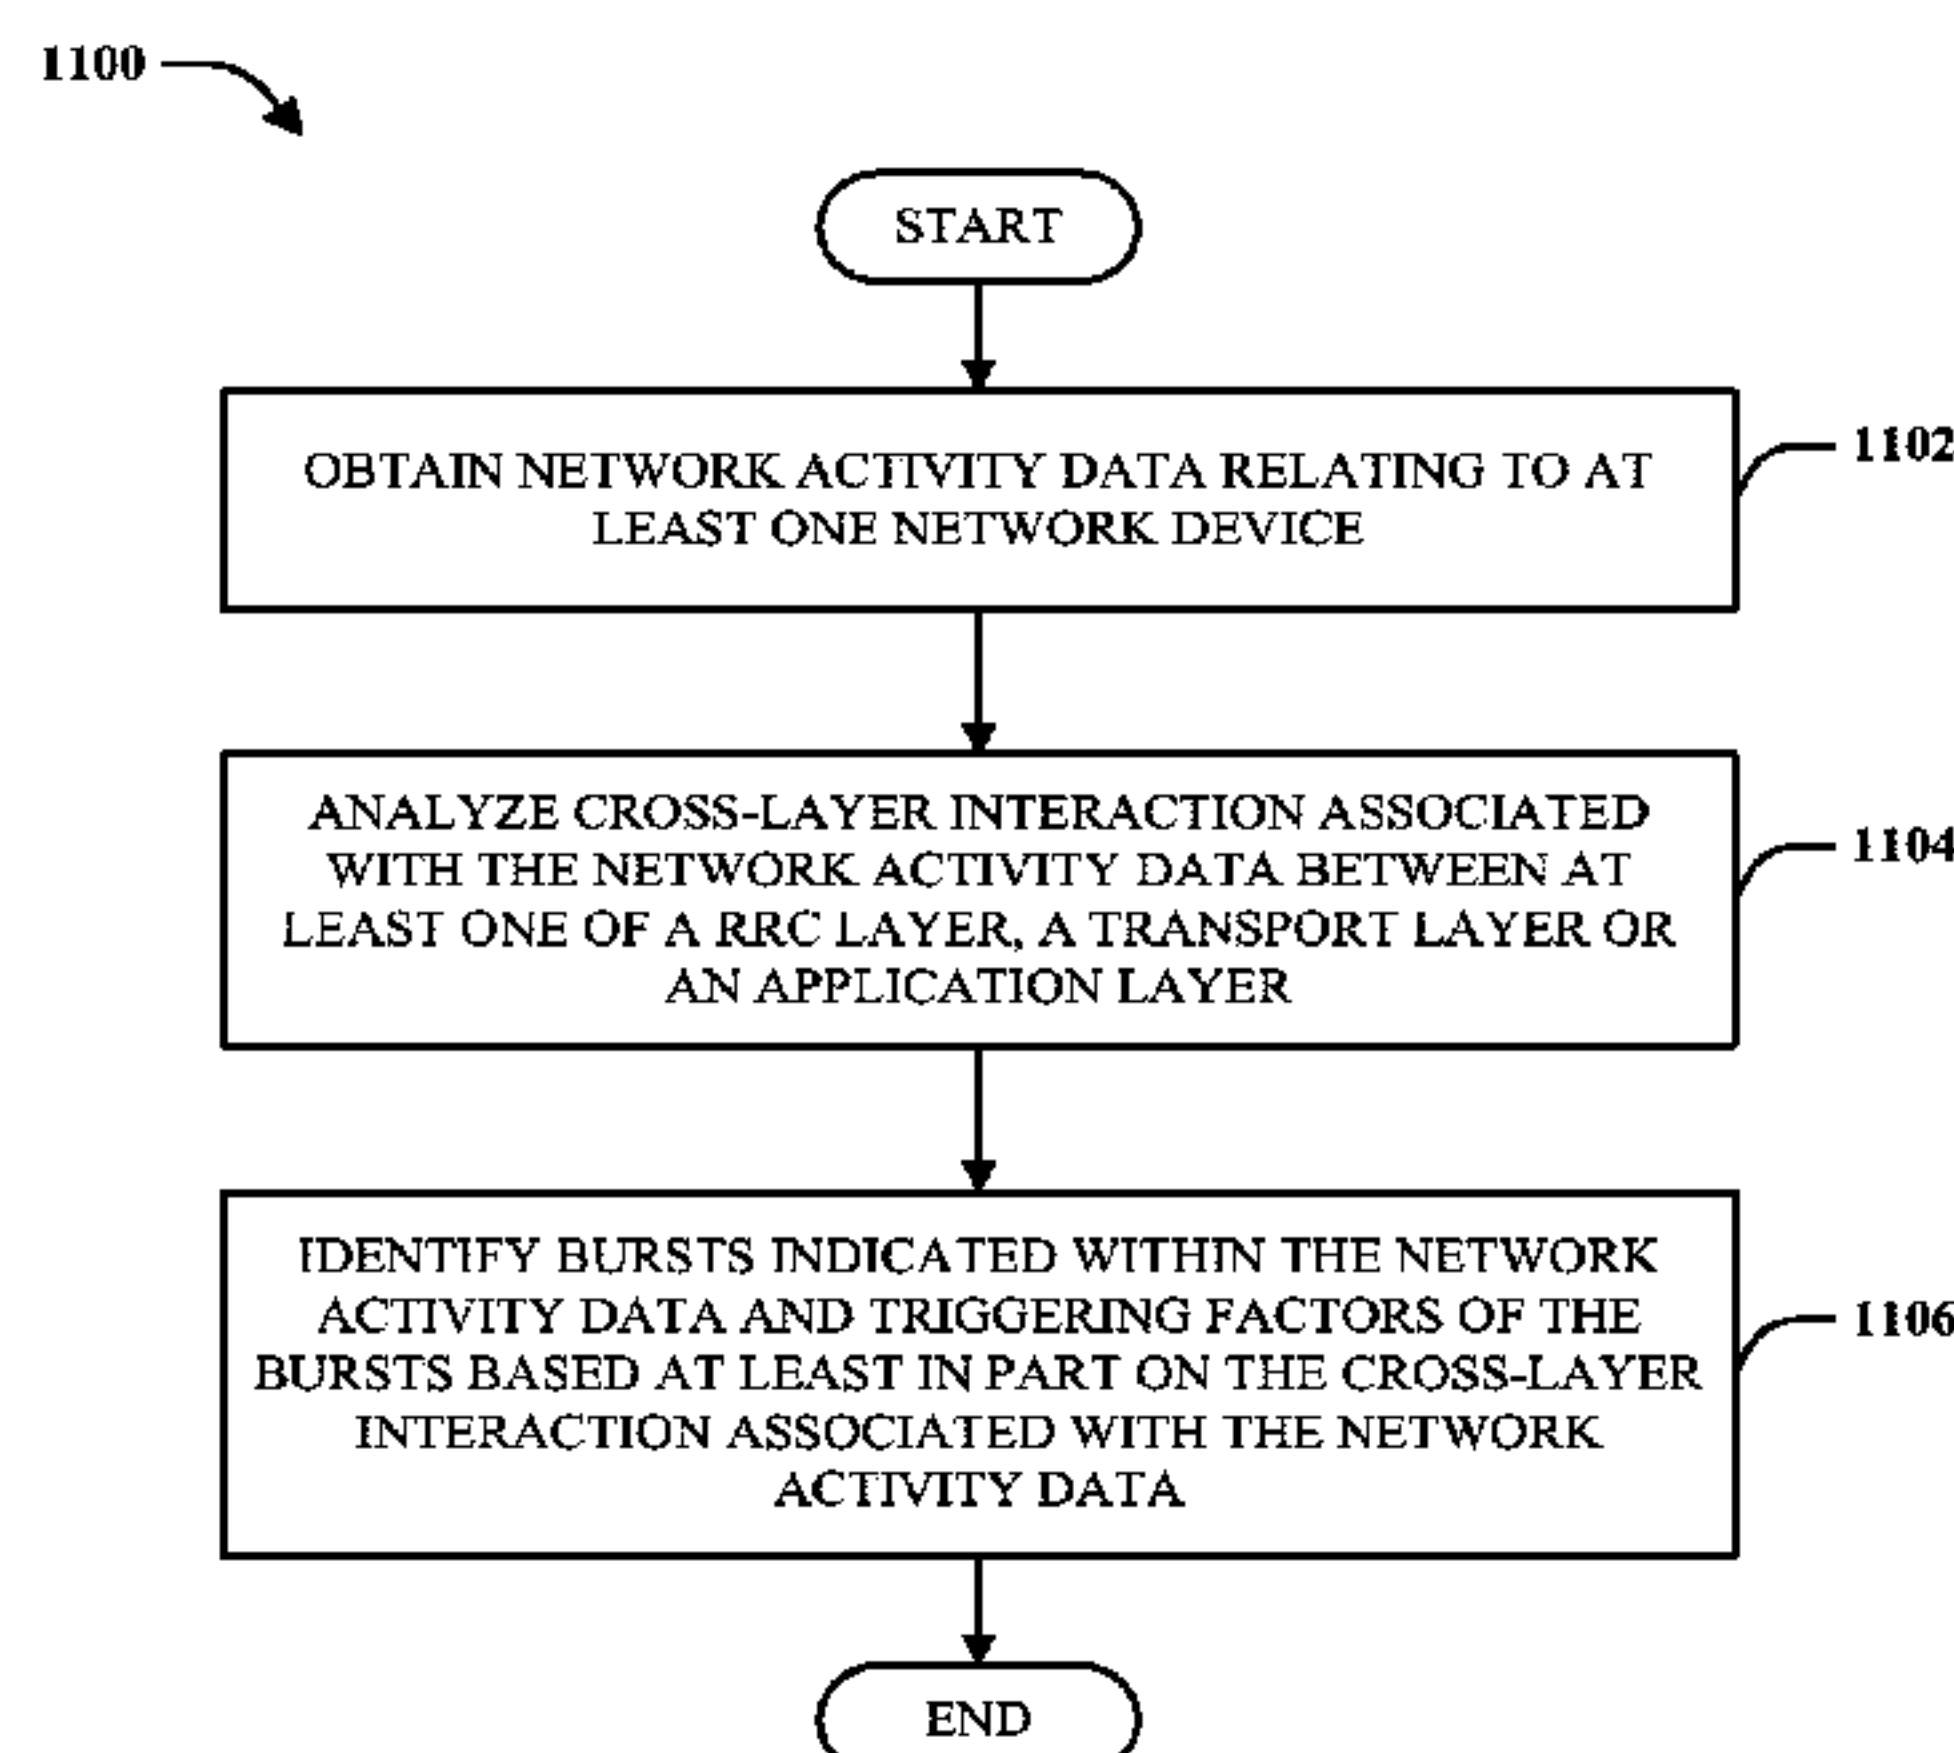 1100
START
OBTAIN NETWORK ACTIVITY DATA RELATING TO AT
LEAST ONE NETWORK DEVICE
1102
ANALYZE CROSS-LAYER INTERACTION ASSOCIATED
WITH THE NETWORK ACTIVITY DATA BETWEEN AT
LEAST ONE OF A RRC LAYER, A TRANSPORT LAYER OR
AN APPLICATION LAYER
1104
IDENTIFY BURSTS INDICATED WITHIN THE NETWORK
ACTIVITY DATA AND TRIGGERING FACTORS OF THE
BURSTS BASED AT LEAST IN PART ON THE CROSS-LAYER
INTERACTION ASSOCIATED WITH THE NETWORK
ACTIVITY DATA
1106
END